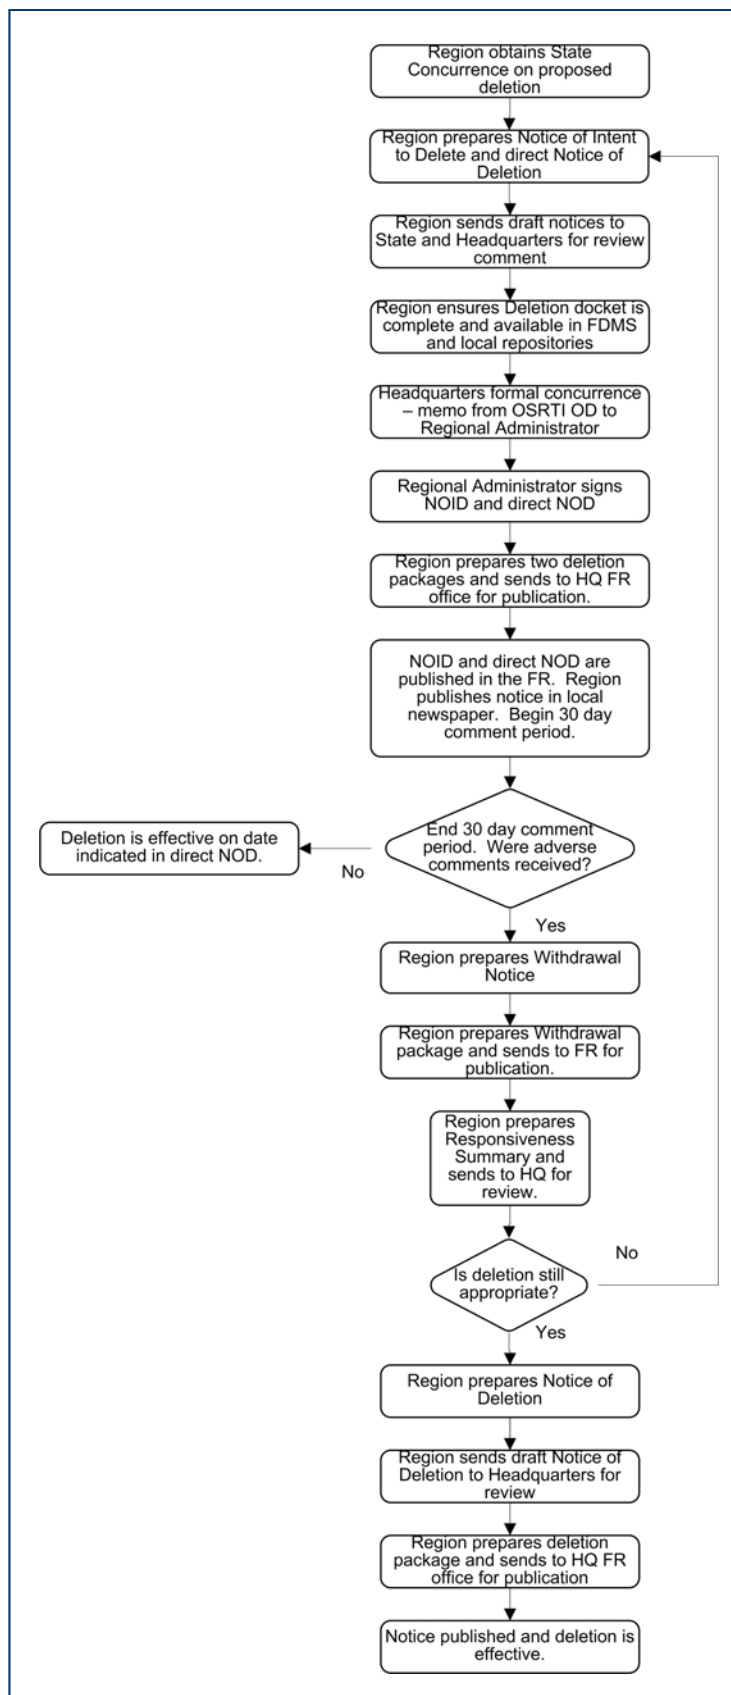 Region obtains State
Concurrence on proposed
deletion
Region prepares Notice of Intent
to Delete and direct Notice of
Deletion
Region sends draft notices to
State and Headquarters for review
comment
Region ensures Deletion docket is
complete and available in FDMS
and local repositories
Headquarters formal concurrence
– memo from OSRTI OD to
Regional Administrator
Regional Administrator signs
NOID and direct NOD
Region prepares two deletion
packages and sends to HQ FR
office for publication.
NOID and direct NOD are
published in the FR.  Region
publishes notice in local
newspaper.  Begin 30 day
comment period.
End 30 day comment
period.  Were adverse
comments received?
No
Deletion is effective on date
indicated in direct NOD.
Yes
Region prepares Withdrawal
Notice
Region prepares Withdrawal
package and sends to FR for
publication.
Region prepares
Responsiveness
Summary and
sends to HQ for
review.
No
Is deletion still
appropriate?
Yes
Region prepares Notice of
Deletion
Region sends draft Notice of
Deletion to Headquarters for
review
Region prepares deletion
package and sends to HQ FR
office for publication
Notice published and deletion is
effective.